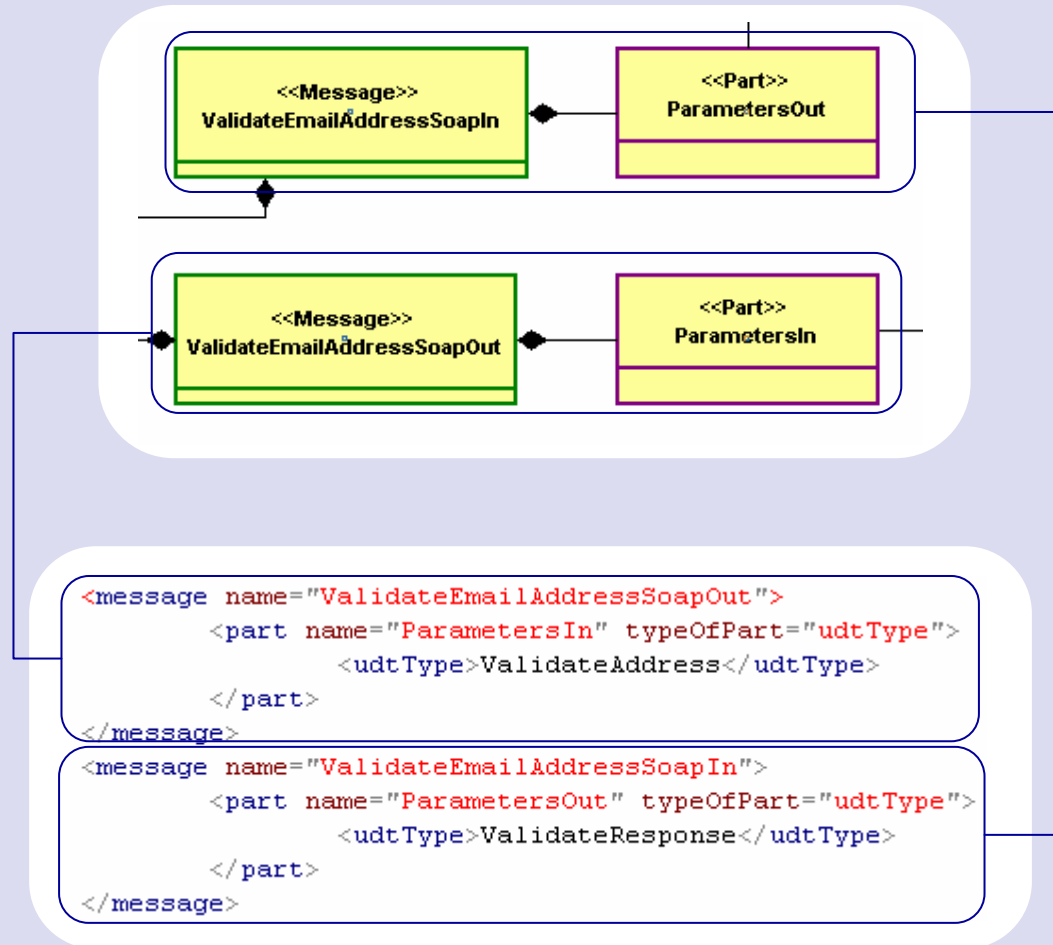 <<Message>>
ValidateEmailAddressSoapIn
<<Part>>
ParametersOut
<<Message>>
ValidateEmailAddressSoapOut
<<Part>>
ParametersIn
<message name="ValidateEmailAddressSoapOut">
<part name="ParametersIn" typeOfPart="udtType">
<udtType>ValidateAddress</udtType>
</part>
</message>
<message name="ValidateEmailAddressSoapIn">
<part name="ParametersOut" typeOfPart="udtType">
<udtType>ValidateResponse</udtType>
</part>
</message>